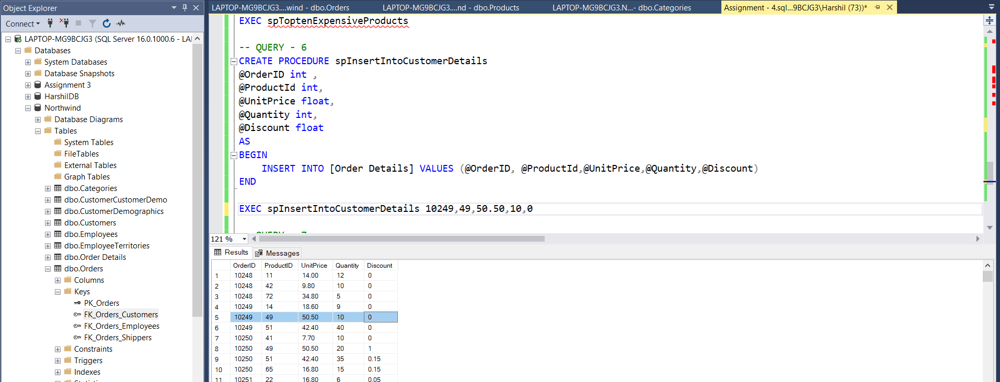 Object Explorer
Connect
LAPTOP-MG9BCJG3 (SQL Server 16.0.1000.6 - LA
Databases
System Databases
Database Snapshots
Assignment 3
HarshilDB
Northwind
Database Diagrams
Tables
System Tables
FileTables
External Tables
Graph Tables
dbo.Categories
dbo.CustomerCustomerDemo
dbo.CustomerDemographics
dbo.Customers
dbo.Employees
dbo.EmployeeTerritories
dbo.Order Details
dbo.Orders
Columns
Keys
PK_Orders
FK_Orders_Customers
FK_Orders_Employees
FK_Orders_Shippers
Constraints
Triggers
Indexes
LAPTOP-MG9BCJG3....wind - dbo.Orders
LAPTOP-MG9BCJG3....nd - dbo.Products
LAPTOP-MG9BCJG3.N...- dbo.Categories
Assignment - 4.sql...9BCJG3\Harshil (73))*
EXEC spToptenExpensiveProducts
-- QUERY - 6
CREATE PROCEDURE spInsertIntoCustomerDetails
@OrderID int ,
@ProductId int,
@UnitPrice float,
@Quantity int,
@Discount float
AS
BEGIN
INSERT INTO [Order Details] VALUES (@OrderID, @ProductId,@UnitPrice,@Quantity,@Discount)
END
EXEC spInsertIntoCustomerDetails 10249,49,50.50,10,0
121 %
Results Messages
OrderID ProductID UnitPrice Quantity Discount
1 10248 11 14.00 12 0
2 10248 42 9.80 10 0
3 10248 72 34.80 5 0
4 10249 14 18.60 9 0
5 10249 49 50.50 10 0
6 10249 51 42.40 40 0
7 10250 41 7.70 10 0
8 10250 49 50.50 20 1
9 10250 51 42.40 35 0.15
10 10250 65 16.80 15 0.15
11 10251 22 16.80 6 0.05